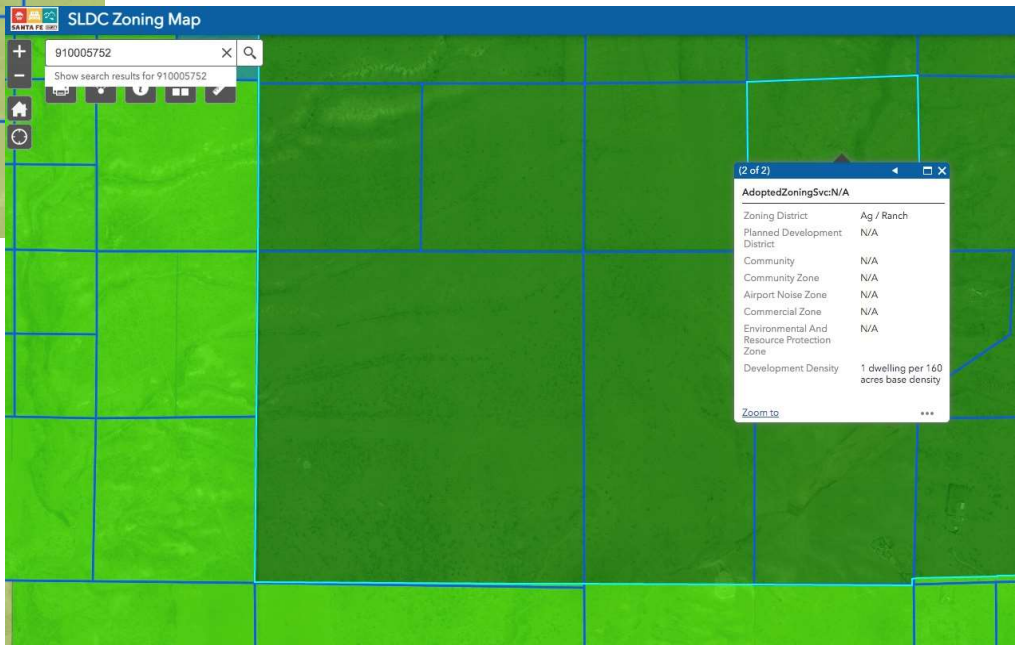 SANTA FE
SLDC Zoning Map
+
910005752
−
Show search results for 910005752
(2 of 2)
AdoptedZoningSvc:N/A
Zoning District Ag / Ranch
Planned Development N/A
District
Community N/A
Community Zone N/A
Airport Noise Zone N/A
Commercial Zone N/A
Environmental And N/A
Resource Protection
Zone
Development Density 1 dwelling per 160
acres base density
Zoom to